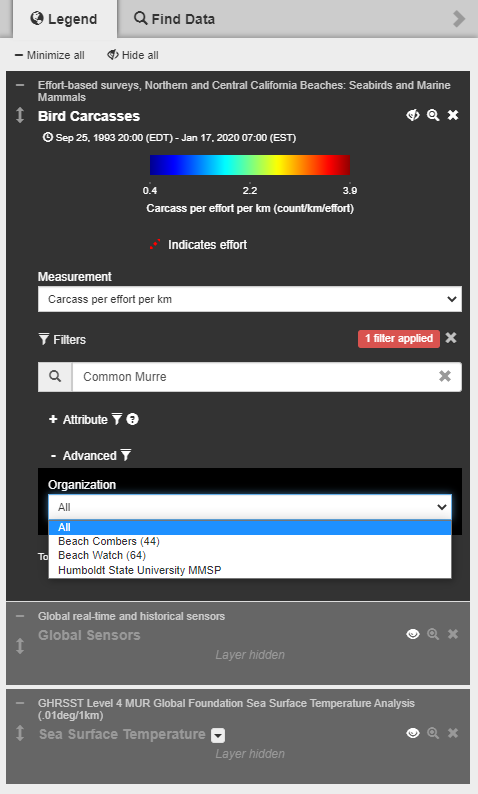 Legend
Find Data
Minimize all
Hide all
Effort-based surveys, Northern and Central California Beaches: Seabirds and Marine
Mammals
Bird Carcasses
Sep 25, 1993 20:00 (EDT) - Jan 17, 2020 07:00 (EST)
0.4 2.2 3.9
Carcass per effort per km (count/km/effort)
Indicates effort
Measurement
Carcass per effort per km
Filters
1 filter applied
Common Murre
+ Attribute
- Advanced
Organization
All
All
Beach Combers (44)
Beach Watch (64)
Humboldt State University MMSP
To
Global real-time and historical sensors
Global Sensors
Layer hidden
GHRSST Level 4 MUR Global Foundation Sea Surface Temperature Analysis
(.01deg/1km)
Sea Surface Temperature
Layer hidden